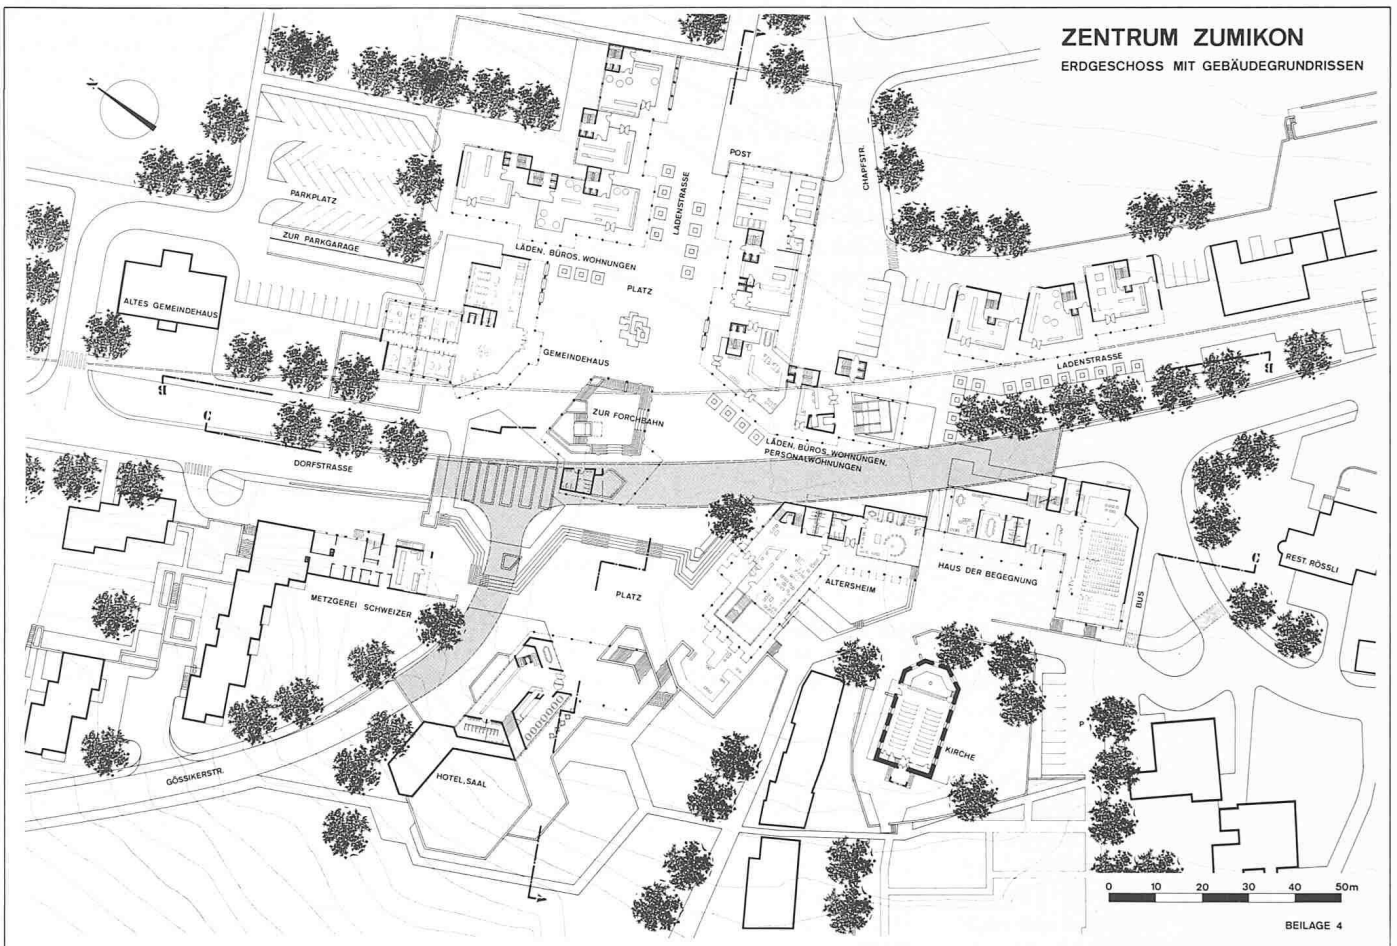 ZENTRUM ZUMIKON
ERDGESCHOSS MIT GEBÄUDEGRUNDRISSEN
POST
CHAPFSTR.
LADENSTRASSE
PARKPLATZ
ZUR PARKGARAGE
LÄDEN, BÜROS, WOHNUNGEN
PLATZ
ALTES GEMEINDEHAUS
GEMEINDEHAUS
LADENSTRASSE
B
B
C
ZUR FORCHBAHN
LÄDEN, BÜROS, WOHNUNGEN,
PERSONALWOHNUNGEN
DORFSTRASSE
REST. RÖSSLI
C
HAUS DER BEGEGNUNG
ALTERSHEIM
BUS
PLATZ
METZGEREI SCHWEIZER
P
KIRCHE
GÖSSIKERSTR.
HOTEL, SAAL
A
0 10 20 30 40 50m
BEILAGE 4